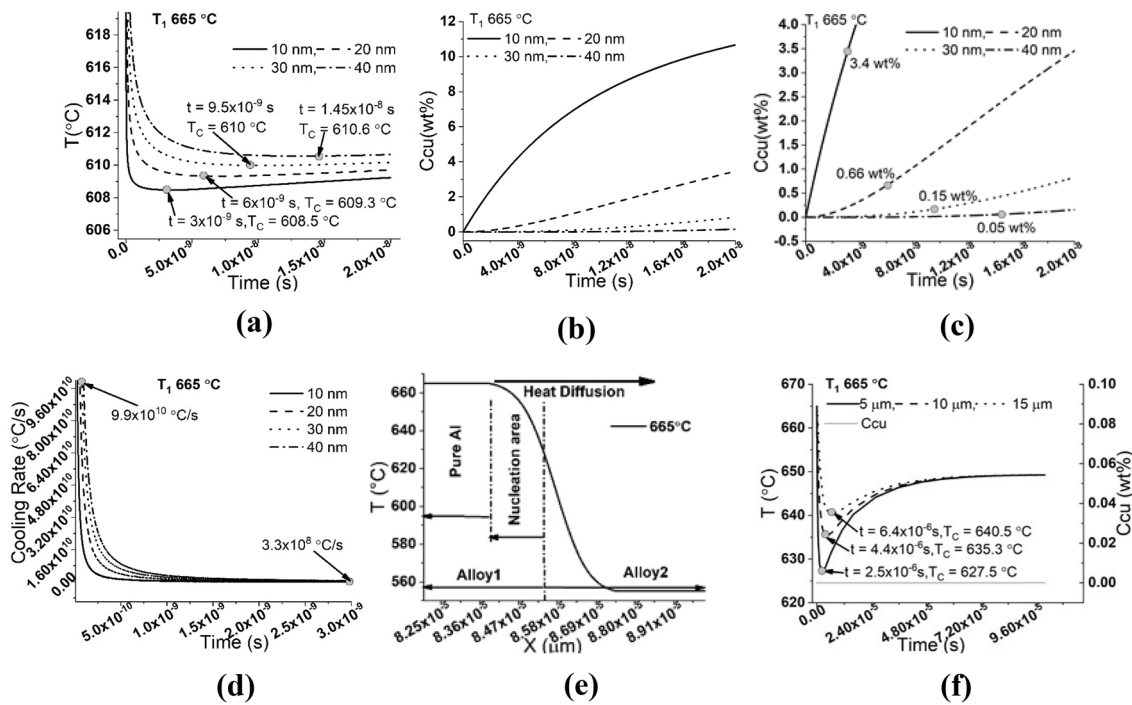 T₁ 665 °C
10 nm, 20 nm
30 nm, 40 nm
618
616
614
612
610
608
606
T(°C)
t = 9.5x10⁻⁹ s
T_C = 610 °C
t = 1.45x10⁻⁸ s
T_C = 610.6 °C
t = 6x10⁻⁹ s, T_C = 609.3 °C
t = 3x10⁻⁹ s,T_C = 608.5 °C
0.0 5.0x10⁻⁹ 1.0x10⁻⁸ 1.5x10⁻⁸ 2.0x10⁻⁸
Time (s)
(a)
T₁ 665 °C
10 nm, 20 nm
30 nm, 40 nm
12
10
8
6
4
2
0
Ccu(wt%)
0.0 4.0x10⁻⁹ 8.0x10⁻⁹ 1.2x10⁻⁸ 1.6x10⁻⁸ 2.0x10⁻⁸
Time (s)
(b)
T₁ 665 °C
10 nm, 20 nm
30 nm, 40 nm
4.0
3.5
3.0
2.5
2.0
1.5
1.0
0.5
0.0
-0.5
Ccu(wt%)
3.4 wt%
0.66 wt%
0.15 wt%
0.05 wt%
0.0 4.0x10⁻⁹ 8.0x10⁻⁹ 1.2x10⁻⁸ 1.6x10⁻⁸ 2.0x10⁻⁸
Time (s)
(c)
T₁ 665 °C
10 nm
20 nm
30 nm
40 nm
9.60x10¹⁰
8.00x10¹⁰
6.40x10¹⁰
4.80x10¹⁰
3.20x10¹⁰
1.60x10¹⁰
0.00
Cooling Rate (°C/s)
9.9x10¹⁰ °C/s
3.3x10⁸ °C/s
5.0x10⁻¹⁰ 1.0x10⁻⁹ 1.5x10⁻⁹ 2.0x10⁻⁹ 2.5x10⁻⁹ 3.0x10⁻⁹
Time (s)
(d)
660
640
620
600
580
560
T (°C)
Heat Diffusion
665°C
Pure Al
Nucleation area
Alloy1
Alloy2
8.25x10⁻⁵ 8.36x10⁻⁵ 8.47x10⁻⁵ 8.58x10⁻⁵ 8.69x10⁻⁵ 8.80x10⁻⁵ 8.91x10⁻⁵
X (μm)
(e)
T₁ 665 °C
5 μm, 10 μm, 15 μm
Ccu
670
660
650
640
630
620
T (°C)
0.10
0.08
0.06
0.04
0.02
0.00
Ccu (wt%)
t = 6.4x10⁻⁶s,T_C = 640.5 °C
t = 4.4x10⁻⁶s,T_C = 635.3 °C
t = 2.5x10⁻⁶s,T_C = 627.5 °C
0.00 2.40x10⁻⁵ 4.80x10⁻⁵ 7.20x10⁻⁵ 9.60x10⁻⁵
Time (s)
(f)